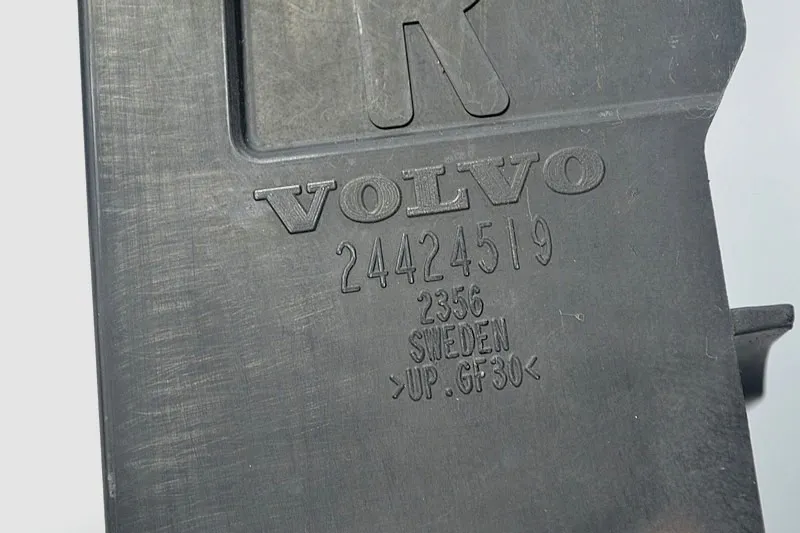 R
VOLVO
24424519
2356
SWEDEN
>UP.GF30<